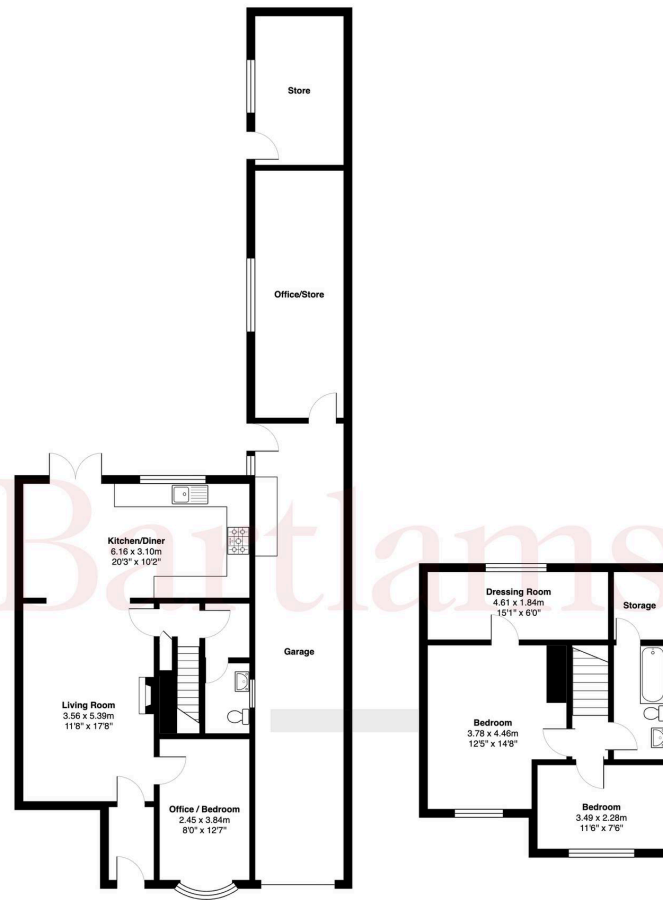 Store
Office/Store
Bartlams
Kitchen/Diner
6.16 x 3.10m
20'3" x 10'2"
Garage
Living Room
3.56 x 5.39m
11'8" x 17'8"
Office / Bedroom
2.45 x 3.84m
8'0" x 12'7"
Dressing Room
4.61 x 1.84m
15'1" x 6'0"
Storage
Bedroom
3.78 x 4.46m
12'5" x 14'8"
Bedroom
3.49 x 2.28m
11'6" x 7'6"